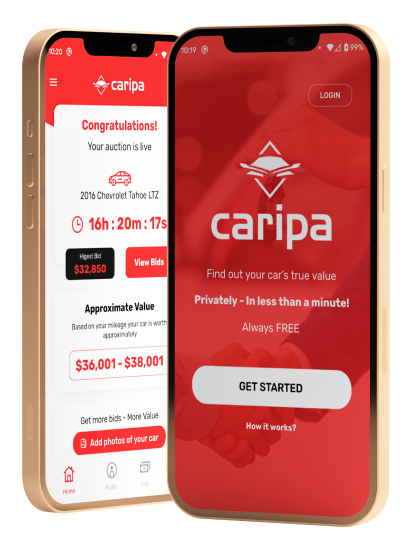 10:20
caripa
Congratulations!
Your auction is live
2016 Chevrolet Tahoe LTZ
16h : 20m : 17s
Higest Bid
$32,850
View Bids
Approximate Value
Based on your mileage your car is worth
approximately
$36,001 - $38,001
Get more bids - More Value
Add photos of your car
Home
Profile
10:19
99%
LOGIN
caripa
Find out your car's true value
Privately - In less than a minute!
Always FREE
GET STARTED
How it works?